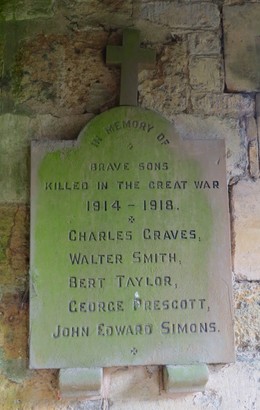 IN MEMORY OF
BRAVE SONS
KILLED IN THE GREAT WAR
1914 - 1918.
CHARLES GRAVES,
WALTER SMITH,
BERT TAYLOR,
GEORGE PRESCOTT,
JOHN EDWARD SIMONS.